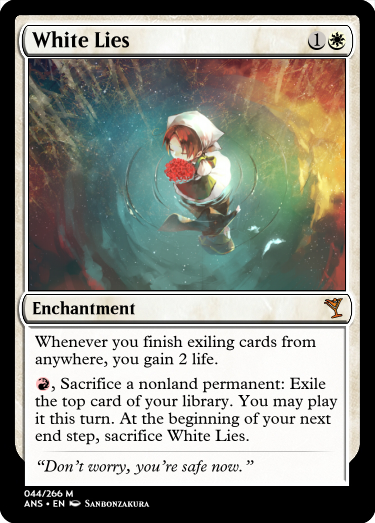 White Lies 1
Enchantment
Whenever you finish exiling cards from
anywhere, you gain 2 life.
, Sacrifice a nonland permanent: Exile
the top card of your library. You may play
it this turn. At the beginning of your next
end step, sacrifice White Lies.
“Don’t worry, you’re safe now.”
044/266 M
ANS • EN SANBONZAKURA